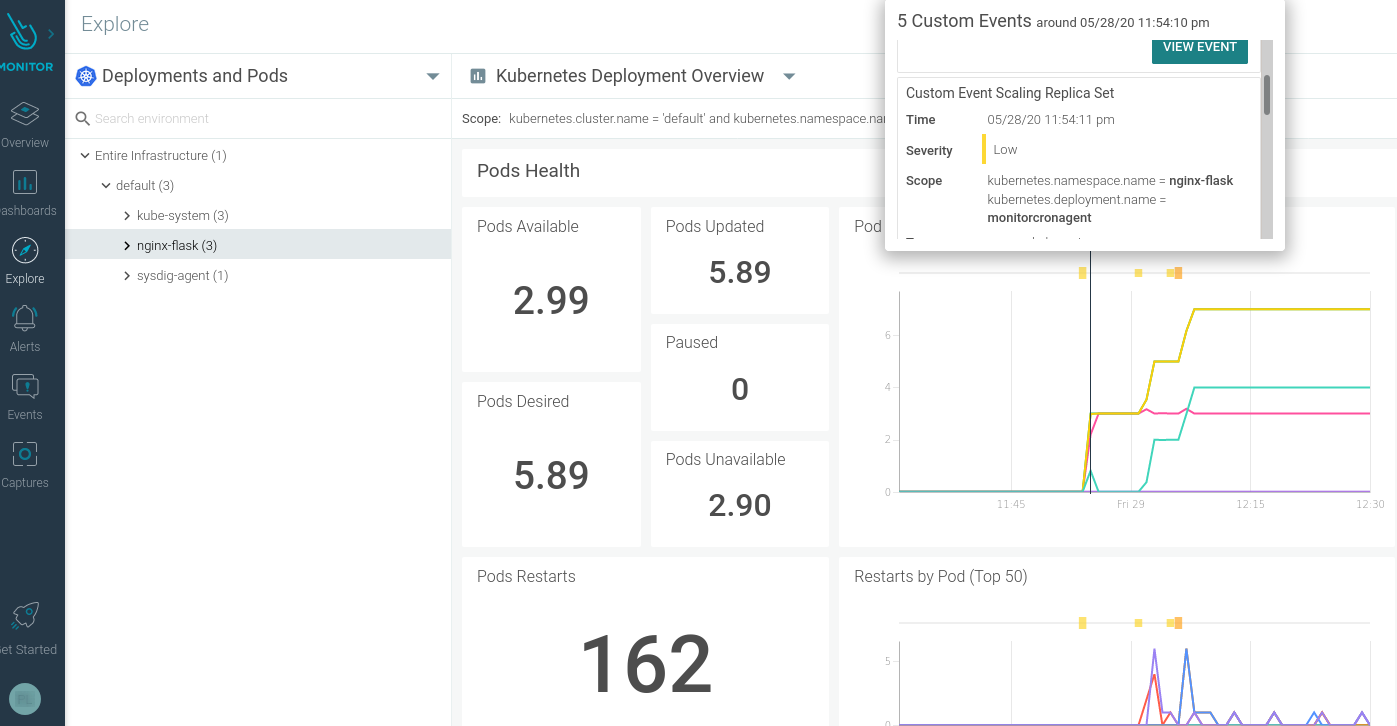 Explore
5 Custom Events around 05/28/20 11:54:10 pm
VIEW EVENT
Custom Event Scaling Replica Set
Time 05/28/20 11:54:11 pm
Severity Low
Scope kubernetes.namespace.name = nginx-flask
kubernetes.deployment.name =
monitorcronagent
MONITOR
Overview
Dashboards
Explore
Alerts
Events
Captures
Get Started
Deployments and Pods
Search environment
Entire Infrastructure (1)
default (3)
kube-system (3)
nginx-flask (3)
sysdig-agent (1)
Kubernetes Deployment Overview
Scope: kubernetes.cluster.name = 'default' and kubernetes.namespace.nam
Pods Health
Pods Available
2.99
Pods Updated
5.89
Paused
0
Pods Desired
5.89
Pods Unavailable
2.90
Pod
6
4
2
0
11:45 Fri 29 12:15 12:30
Pods Restarts
162
Restarts by Pod (Top 50)
5
0